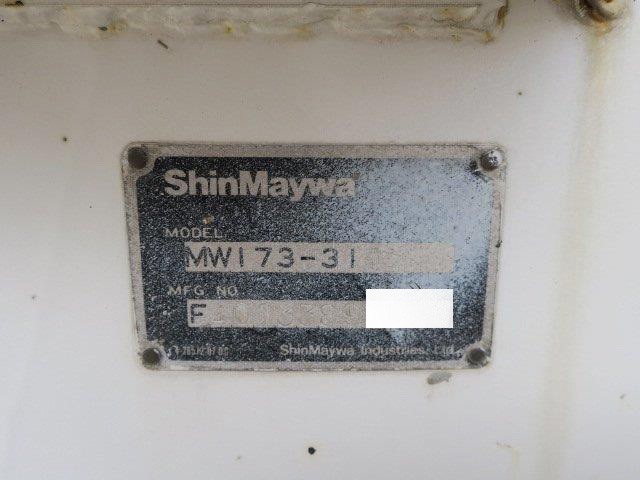 ShinMaywa
MODEL
MW173-31
MFG. NO.
ShinMaywa Industries, Ltd.